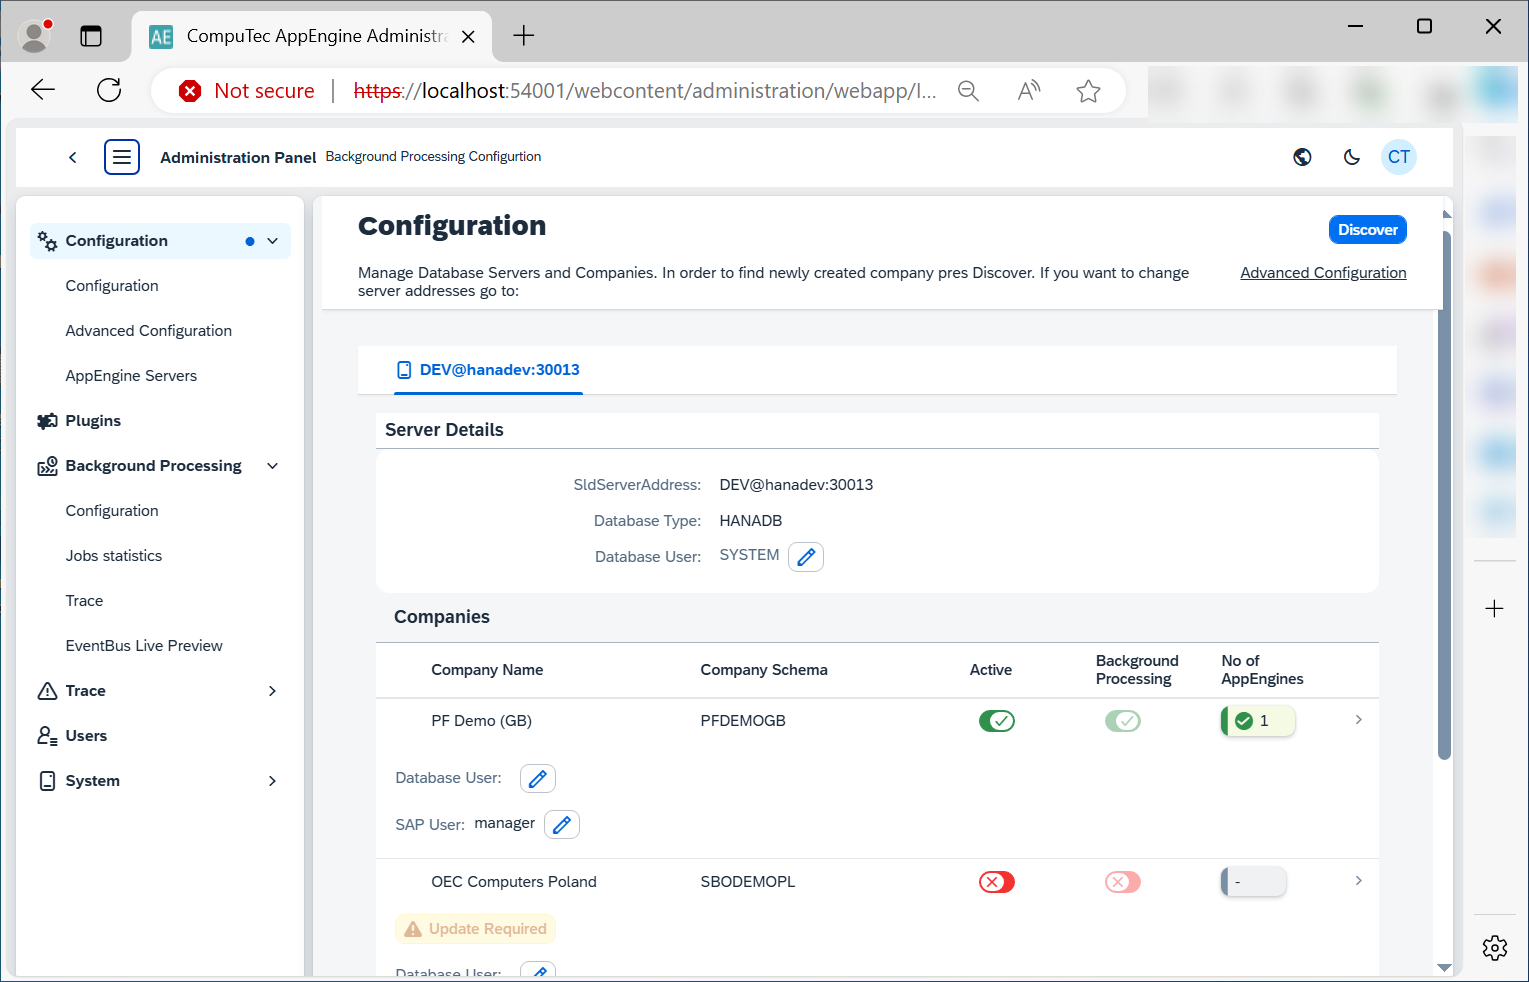 AE CompuTec AppEngine Administra
Not secure https://localhost:54001/webcontent/administration/webapp/I...
Administration Panel Background Processing Configurtion CT
Configuration
Configuration
Advanced Configuration
AppEngine Servers
Plugins
Background Processing
Configuration
Jobs statistics
Trace
EventBus Live Preview
Trace
Users
System
Configuration
Discover
Manage Database Servers and Companies. In order to find newly created company pres Discover. If you want to change
server addresses go to:
Advanced Configuration
DEV@hanadev:30013
Server Details
SldServerAddress: DEV@hanadev:30013
Database Type: HANADB
Database User: SYSTEM
Companies
Company Name Company Schema Active Background Processing No of AppEngines
PF Demo (GB) PFDEMOGB 1
Database User:
SAP User: manager
OEC Computers Poland SBODEMOPL -
Update Required
Database User: